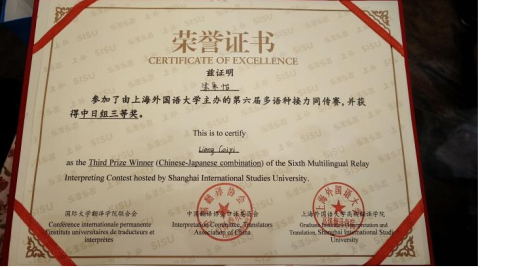 荣誉证书
CERTIFICATE OF EXCELLENCE
兹证明
参加了由上海外国语大学主办的第六届多语种接力同传赛，并获
得中日组三等奖。
This is to certify
as the Third Prize Winner (Chinese-Japanese combination) of the Sixth Multilingual Relay
Interpreting Contest hosted by Shanghai International Studies University.
国际大学翻译学院联合会
Conférence internationale permanente
d'instituts universitaires de traducteurs et
interprètes
中国翻译协会口译委员会
Interpretation Committee, Translators
Association of China
上海外国语大学高级翻译学院
Graduate Institute of Interpretation and
Translation, Shanghai International Studies
University